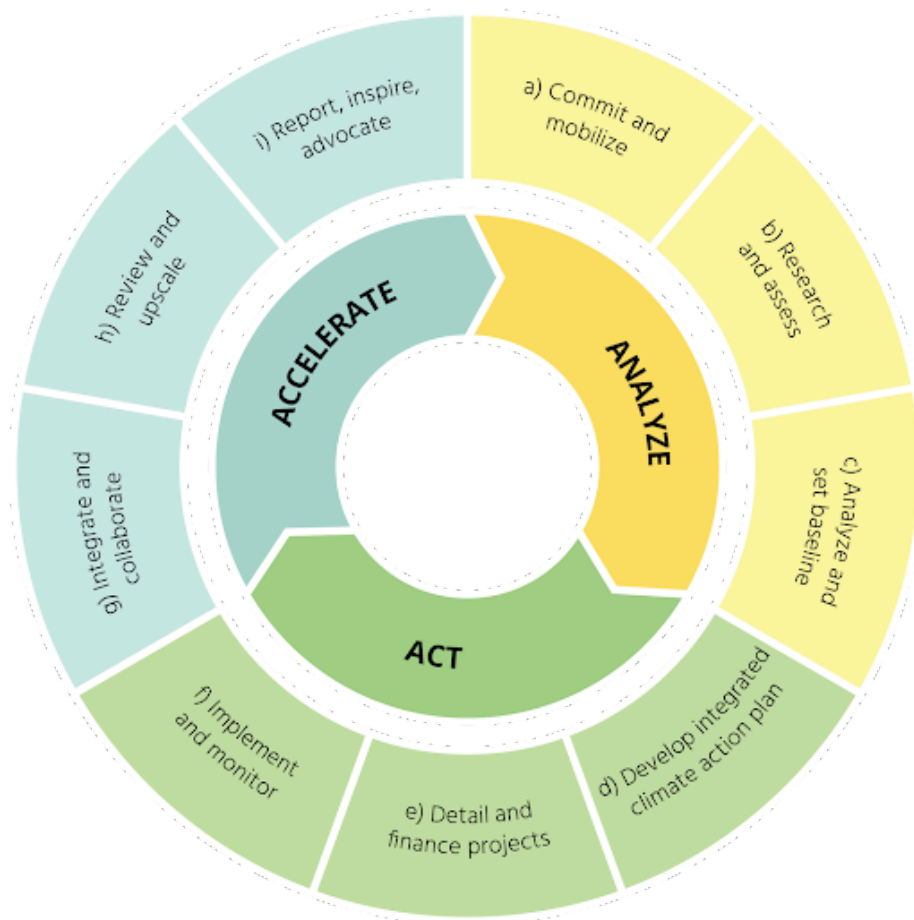 a) Commit and
mobilize
b) Research
and assess
c) Analyze and
set baseline
d) Develop integrated
climate action plan
e) Detail and
finance projects
f) Implement
and monitor
g) Integrate and
collaborate
h) Review and
upscale
i) Report, inspire,
advocate
ANALYZE
ACT
ACCELERATE